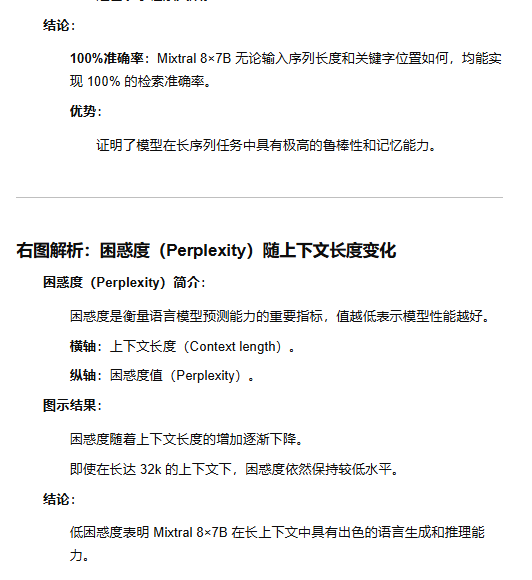 结论：
100%准确率：Mixtral 8×7B 无论输入序列长度和关键字位置如何，均能实
现 100% 的检索准确率。
优势：
证明了模型在长序列任务中具有极高的鲁棒性和记忆能力。
右图解析：困惑度（Perplexity）随上下文长度变化
困惑度（Perplexity）简介：
困惑度是衡量语言模型预测能力的重要指标，值越低表示模型性能越好。
横轴：上下文长度（Context length）。
纵轴：困惑度值（Perplexity）。
图示结果：
困惑度随着上下文长度的增加逐渐下降。
即使在长达 32k 的上下文下，困惑度依然保持较低水平。
结论：
低困惑度表明 Mixtral 8×7B 在长上下文中具有出色的语言生成和推理能
力。